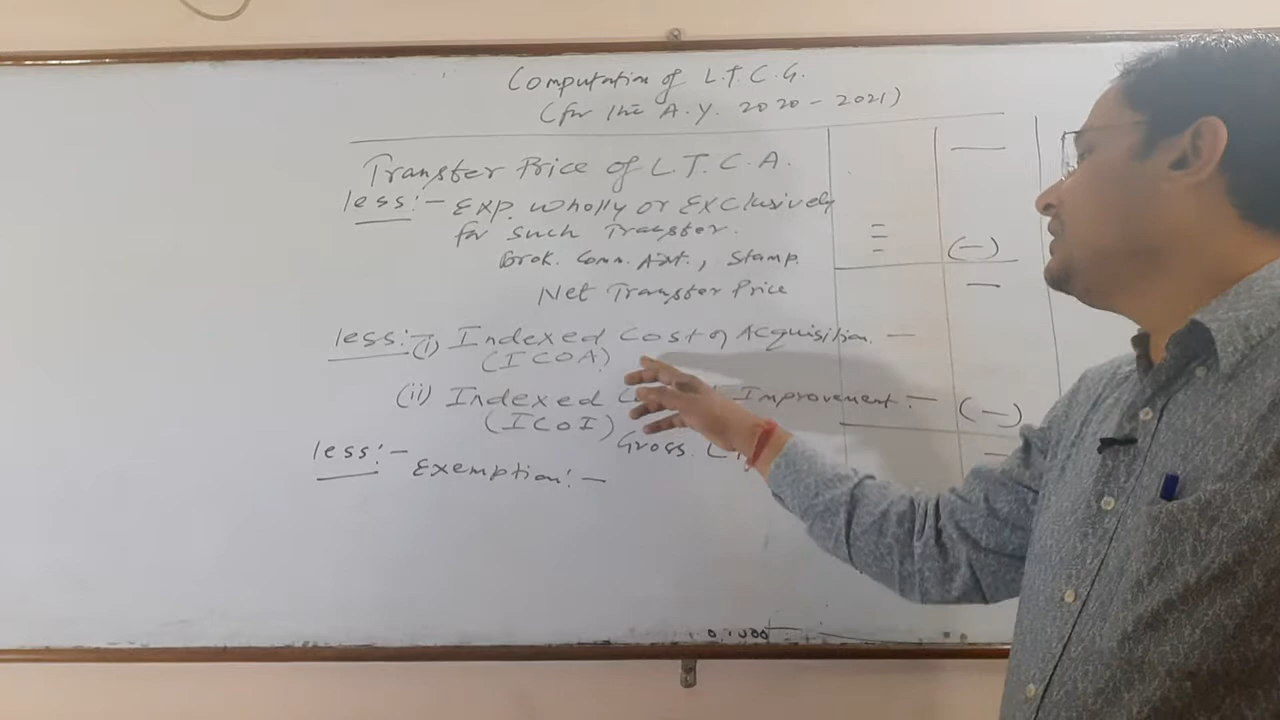 Computation of L.T.C.G.
(for the A.Y. 2020-2021)
Transfer Price of L.T.C.A.
less:- Exp. wholly or Exclusively
for such Transfer.
Brok. Comm. , Stamp.
Net Transfer Price
less:- (i) Indexed Cost of Acquisition. —
(ICOA)
(ii) Indexed Improvement. — (—)
(ICOI)
Gross.
less:- Exemption:-